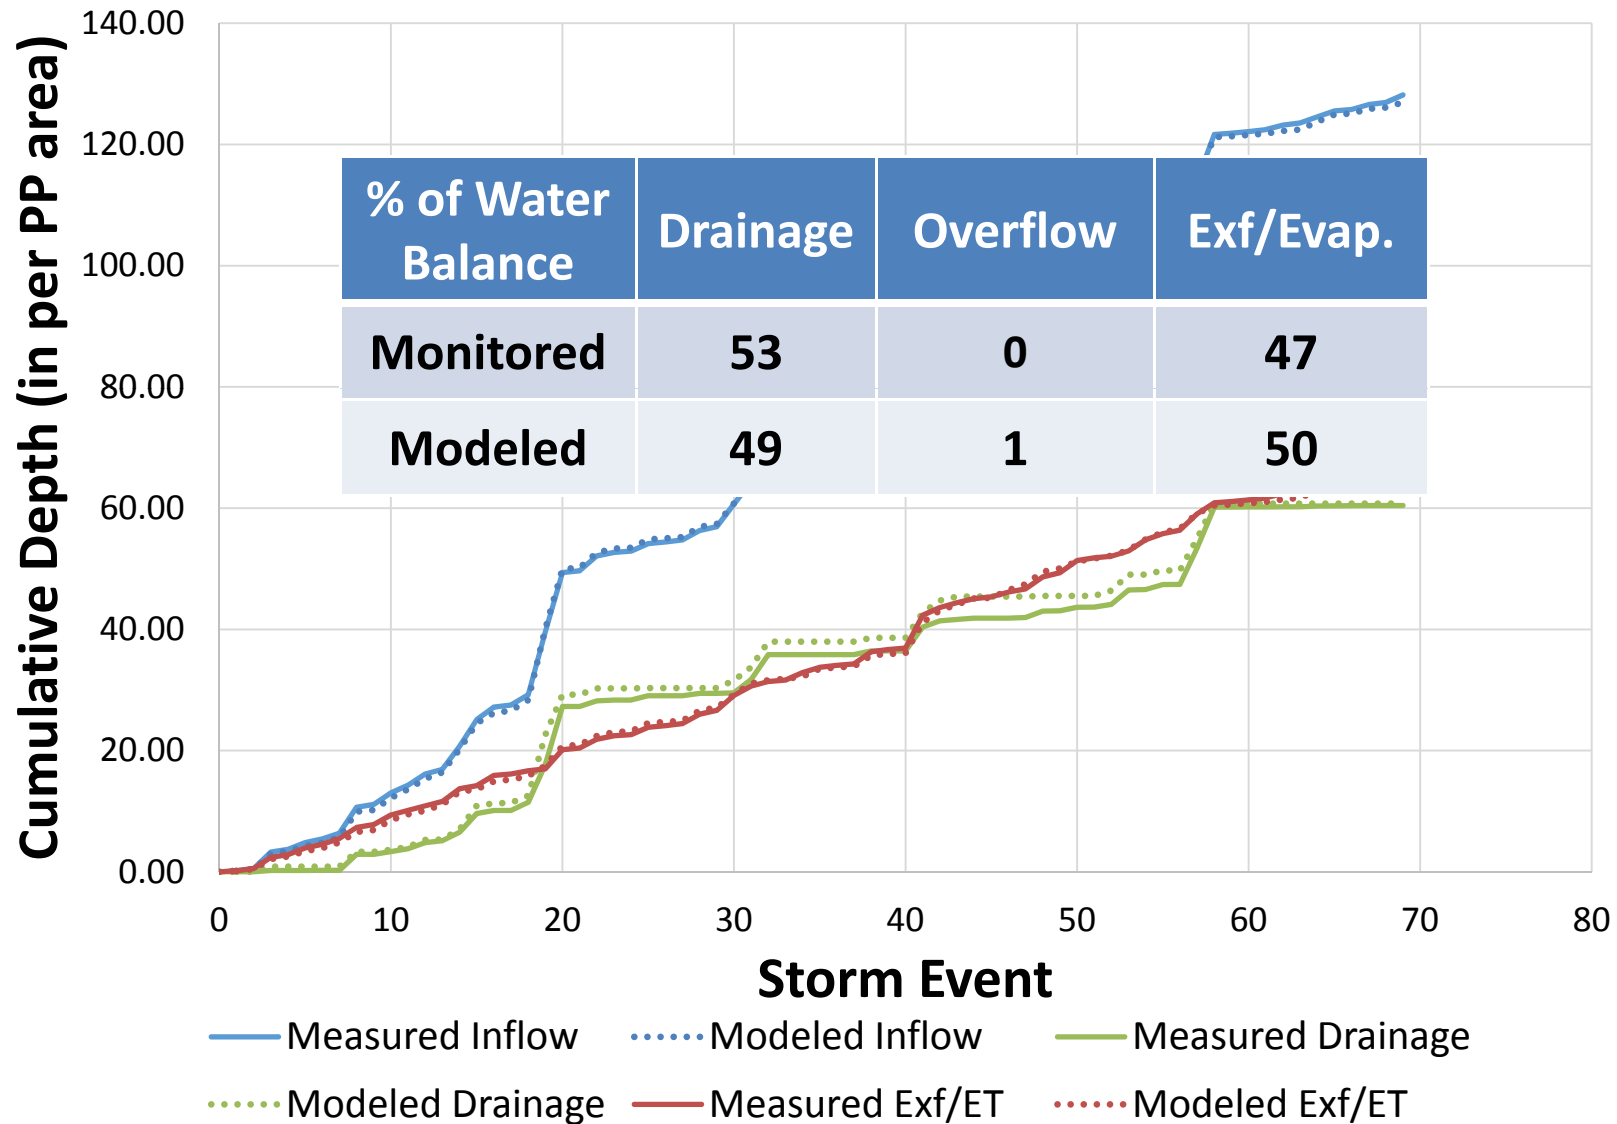 Cumulative Depth (in per PP area)
140.00
120.00
100.00
80.00
60.00
40.00
20.00
0.00
% of Water Balance
Drainage
Overflow
Exf/Evap.
Monitored
53
0
47
Modeled
49
1
50
0
10
20
30
40
50
60
70
80
Storm Event
Measured Inflow
Modeled Inflow
Measured Drainage
Modeled Drainage
Measured Exf/ET
Modeled Exf/ET